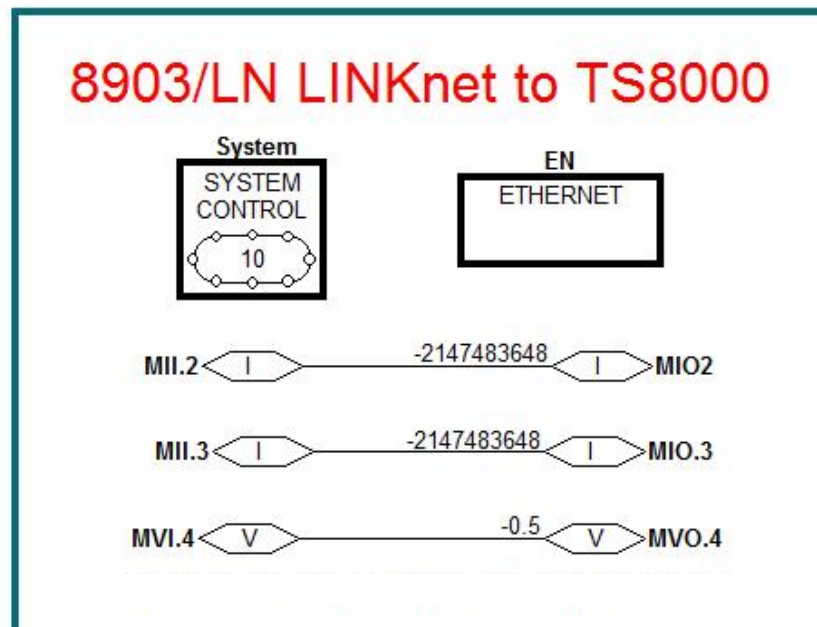 8903/LN LINKnet to TS8000
System
SYSTEM
CONTROL
10
EN
ETHERNET
MII.2 I -2147483648 I MIO2
MII.3 I -2147483648 I MIO.3
MVI.4 V -0.5 V MVO.4